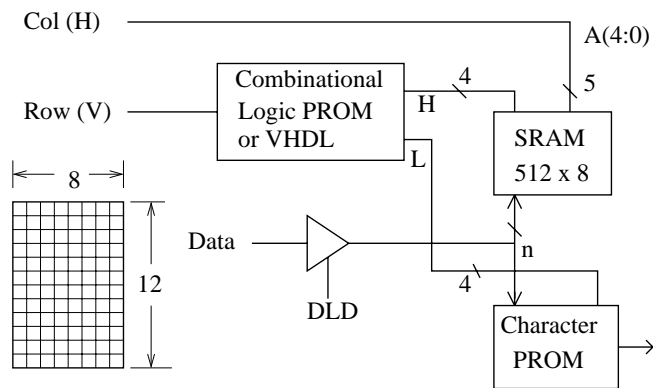 Col (H)
A(4:0)
Combinational
Logic PROM
or VHDL
4
5
H
Row (V)
L
SRAM
512 x 8
8
Data
n
12
4
DLD
Character
PROM